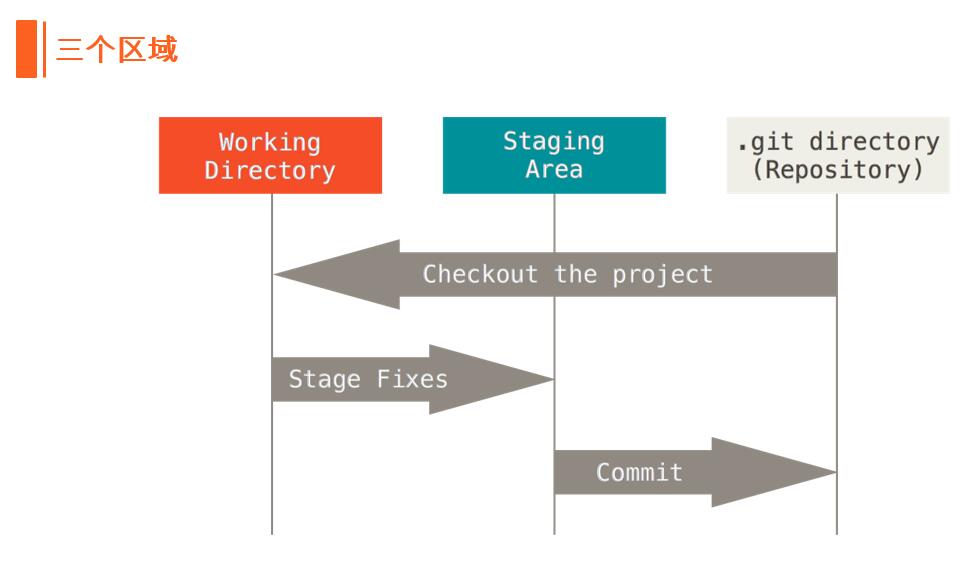 三个区域
Working
Directory
Staging
Area
.git directory
(Repository)
Checkout the project
Stage Fixes
Commit